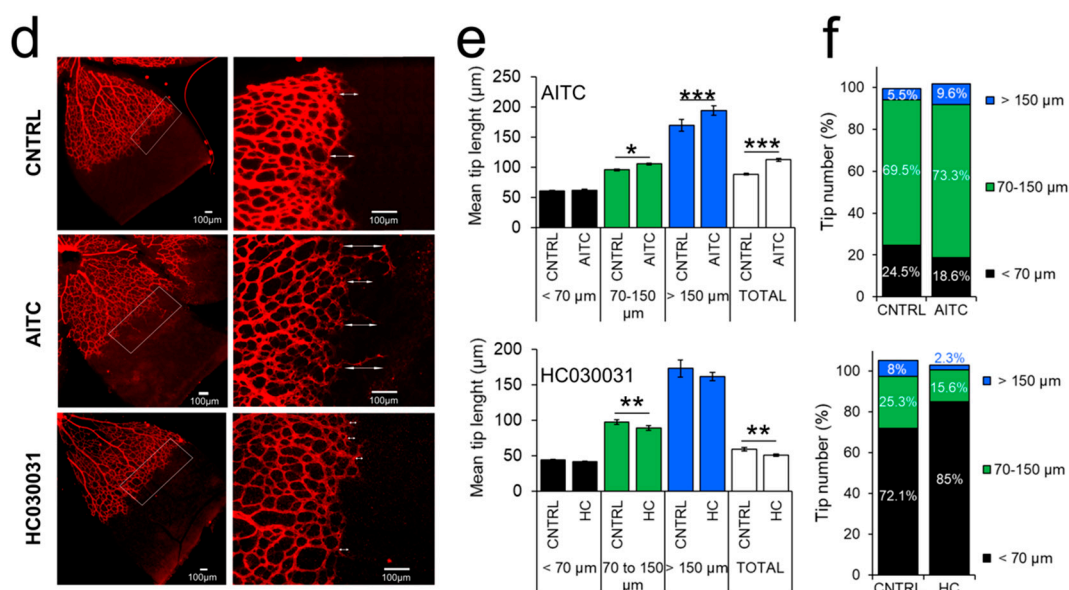 d
CNTRL
100µm
100µm
AITC
100µm
100µm
HC030031
100µm
100µm
e
AITC
Mean tip lenght (µm)
250
200
150
100
50
0
*
***
***
CNTRL AITC CNTRL AITC CNTRL AITC CNTRL AITC
< 70 µm 70-150 µm > 150 µm TOTAL
HC030031
Mean tip lenght (µm)
200
150
100
50
0
**
**
CNTRL HC CNTRL HC CNTRL HC CNTRL HC
< 70 µm 70 to 150 µm > 150 µm TOTAL
f
Tip number (%)
100
80
60
40
20
0
5.5% 9.6%
69.5% 73.3%
24.5% 18.6%
CNTRL AITC
> 150 µm
70-150 µm
< 70 µm
Tip number (%)
100
80
60
40
20
0
2.3%
8%
25.3% 15.6%
72.1% 85%
CNTRL HC
> 150 µm
70-150 µm
< 70 µm